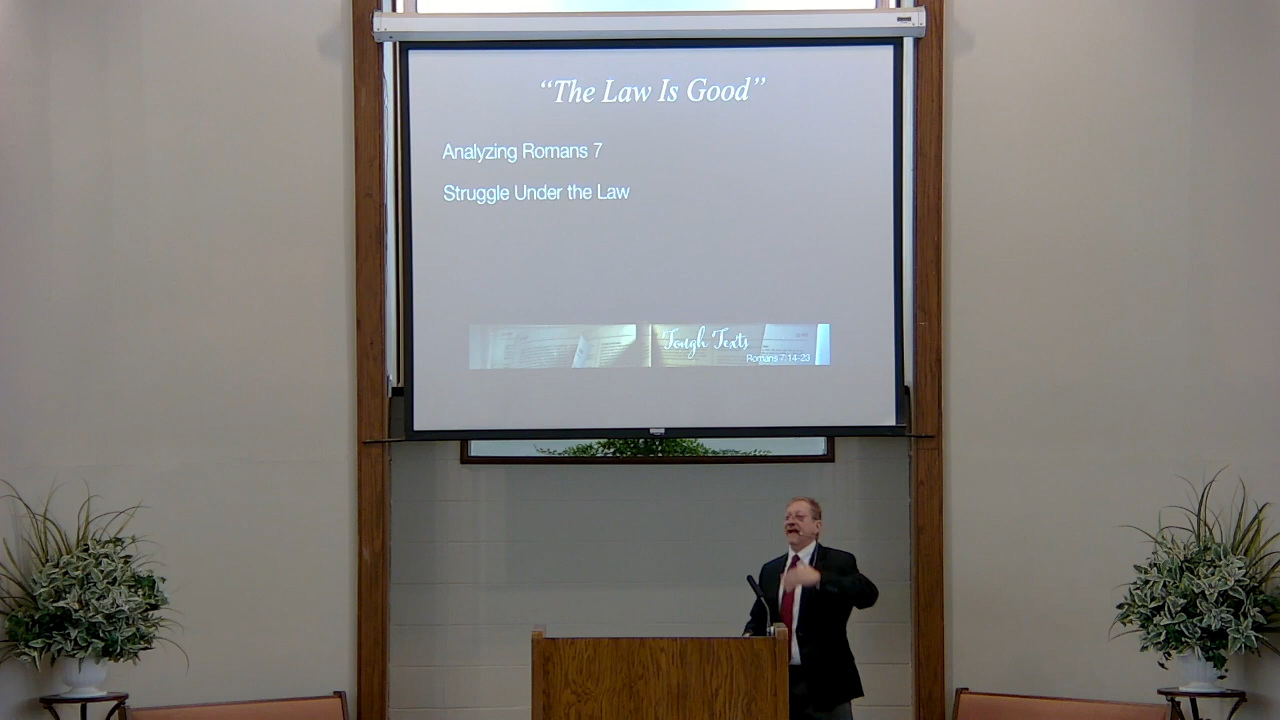 “The Law Is Good”
Analyzing Romans 7
Struggle Under the Law
Tough Texts
Romans 7:14-23